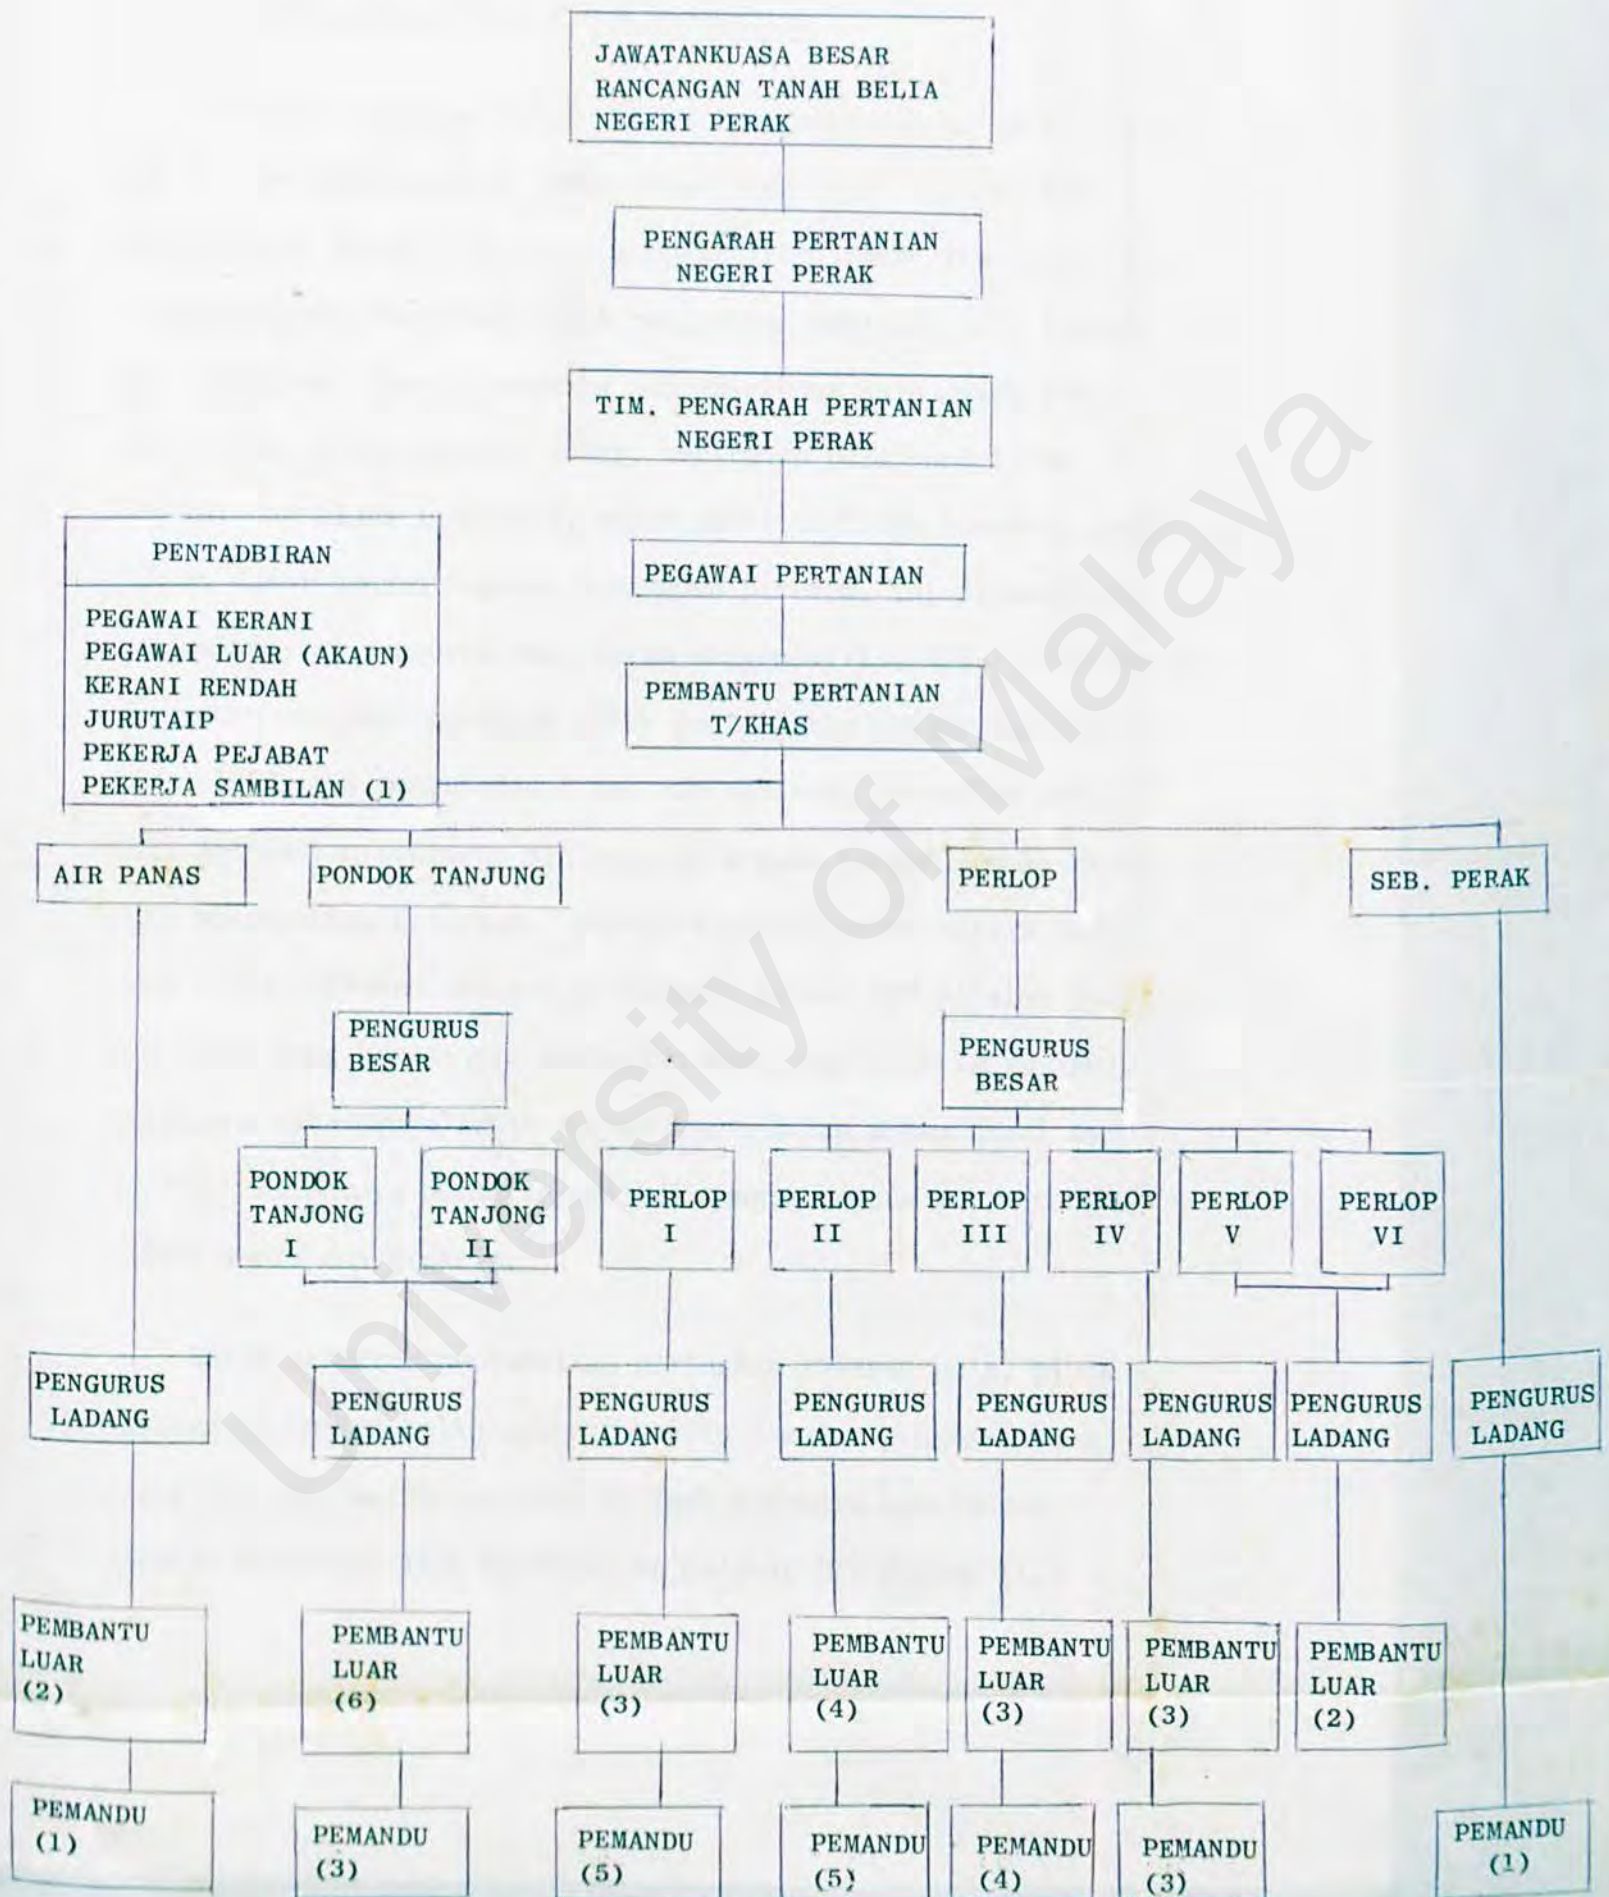 JAWATANKUASA BESAR
RANCANGAN TANAH BELIA
NEGERI PERAK
PENGARAH PERTANIAN
NEGERI PERAK
TIM. PENGARAH PERTANIAN
NEGERI PERAK
PENTADBIRAN
PEGAWAI KERANI
PEGAWAI LUAR (AKAUN)
KERANI RENDAH
JURUTAIP
PEKERJA PEJABAT
PEKERJA SAMBILAN (1)
PEGAWAI PERTANIAN
PEMBANTU PERTANIAN
T/KHAS
AIR PANAS
PONDOK TANJUNG
PERLOP
SEB. PERAK
PENGURUS
BESAR
PENGURUS
BESAR
PONDOK
TANJONG
I
PONDOK
TANJONG
II
PERLOP
I
PERLOP
II
PERLOP
III
PERLOP
IV
PERLOP
V
PERLOP
VI
PENGURUS
LADANG
PENGURUS
LADANG
PENGURUS
LADANG
PENGURUS
LADANG
PENGURUS
LADANG
PENGURUS
LADANG
PENGURUS
LADANG
PENGURUS
LADANG
PEMBANTU
LUAR
(2)
PEMBANTU
LUAR
(6)
PEMBANTU
LUAR
(3)
PEMBANTU
LUAR
(4)
PEMBANTU
LUAR
(3)
PEMBANTU
LUAR
(3)
PEMBANTU
LUAR
(2)
PEMANDU
(1)
PEMANDU
(3)
PEMANDU
(5)
PEMANDU
(5)
PEMANDU
(4)
PEMANDU
(3)
PEMANDU
(1)
University of Malaya